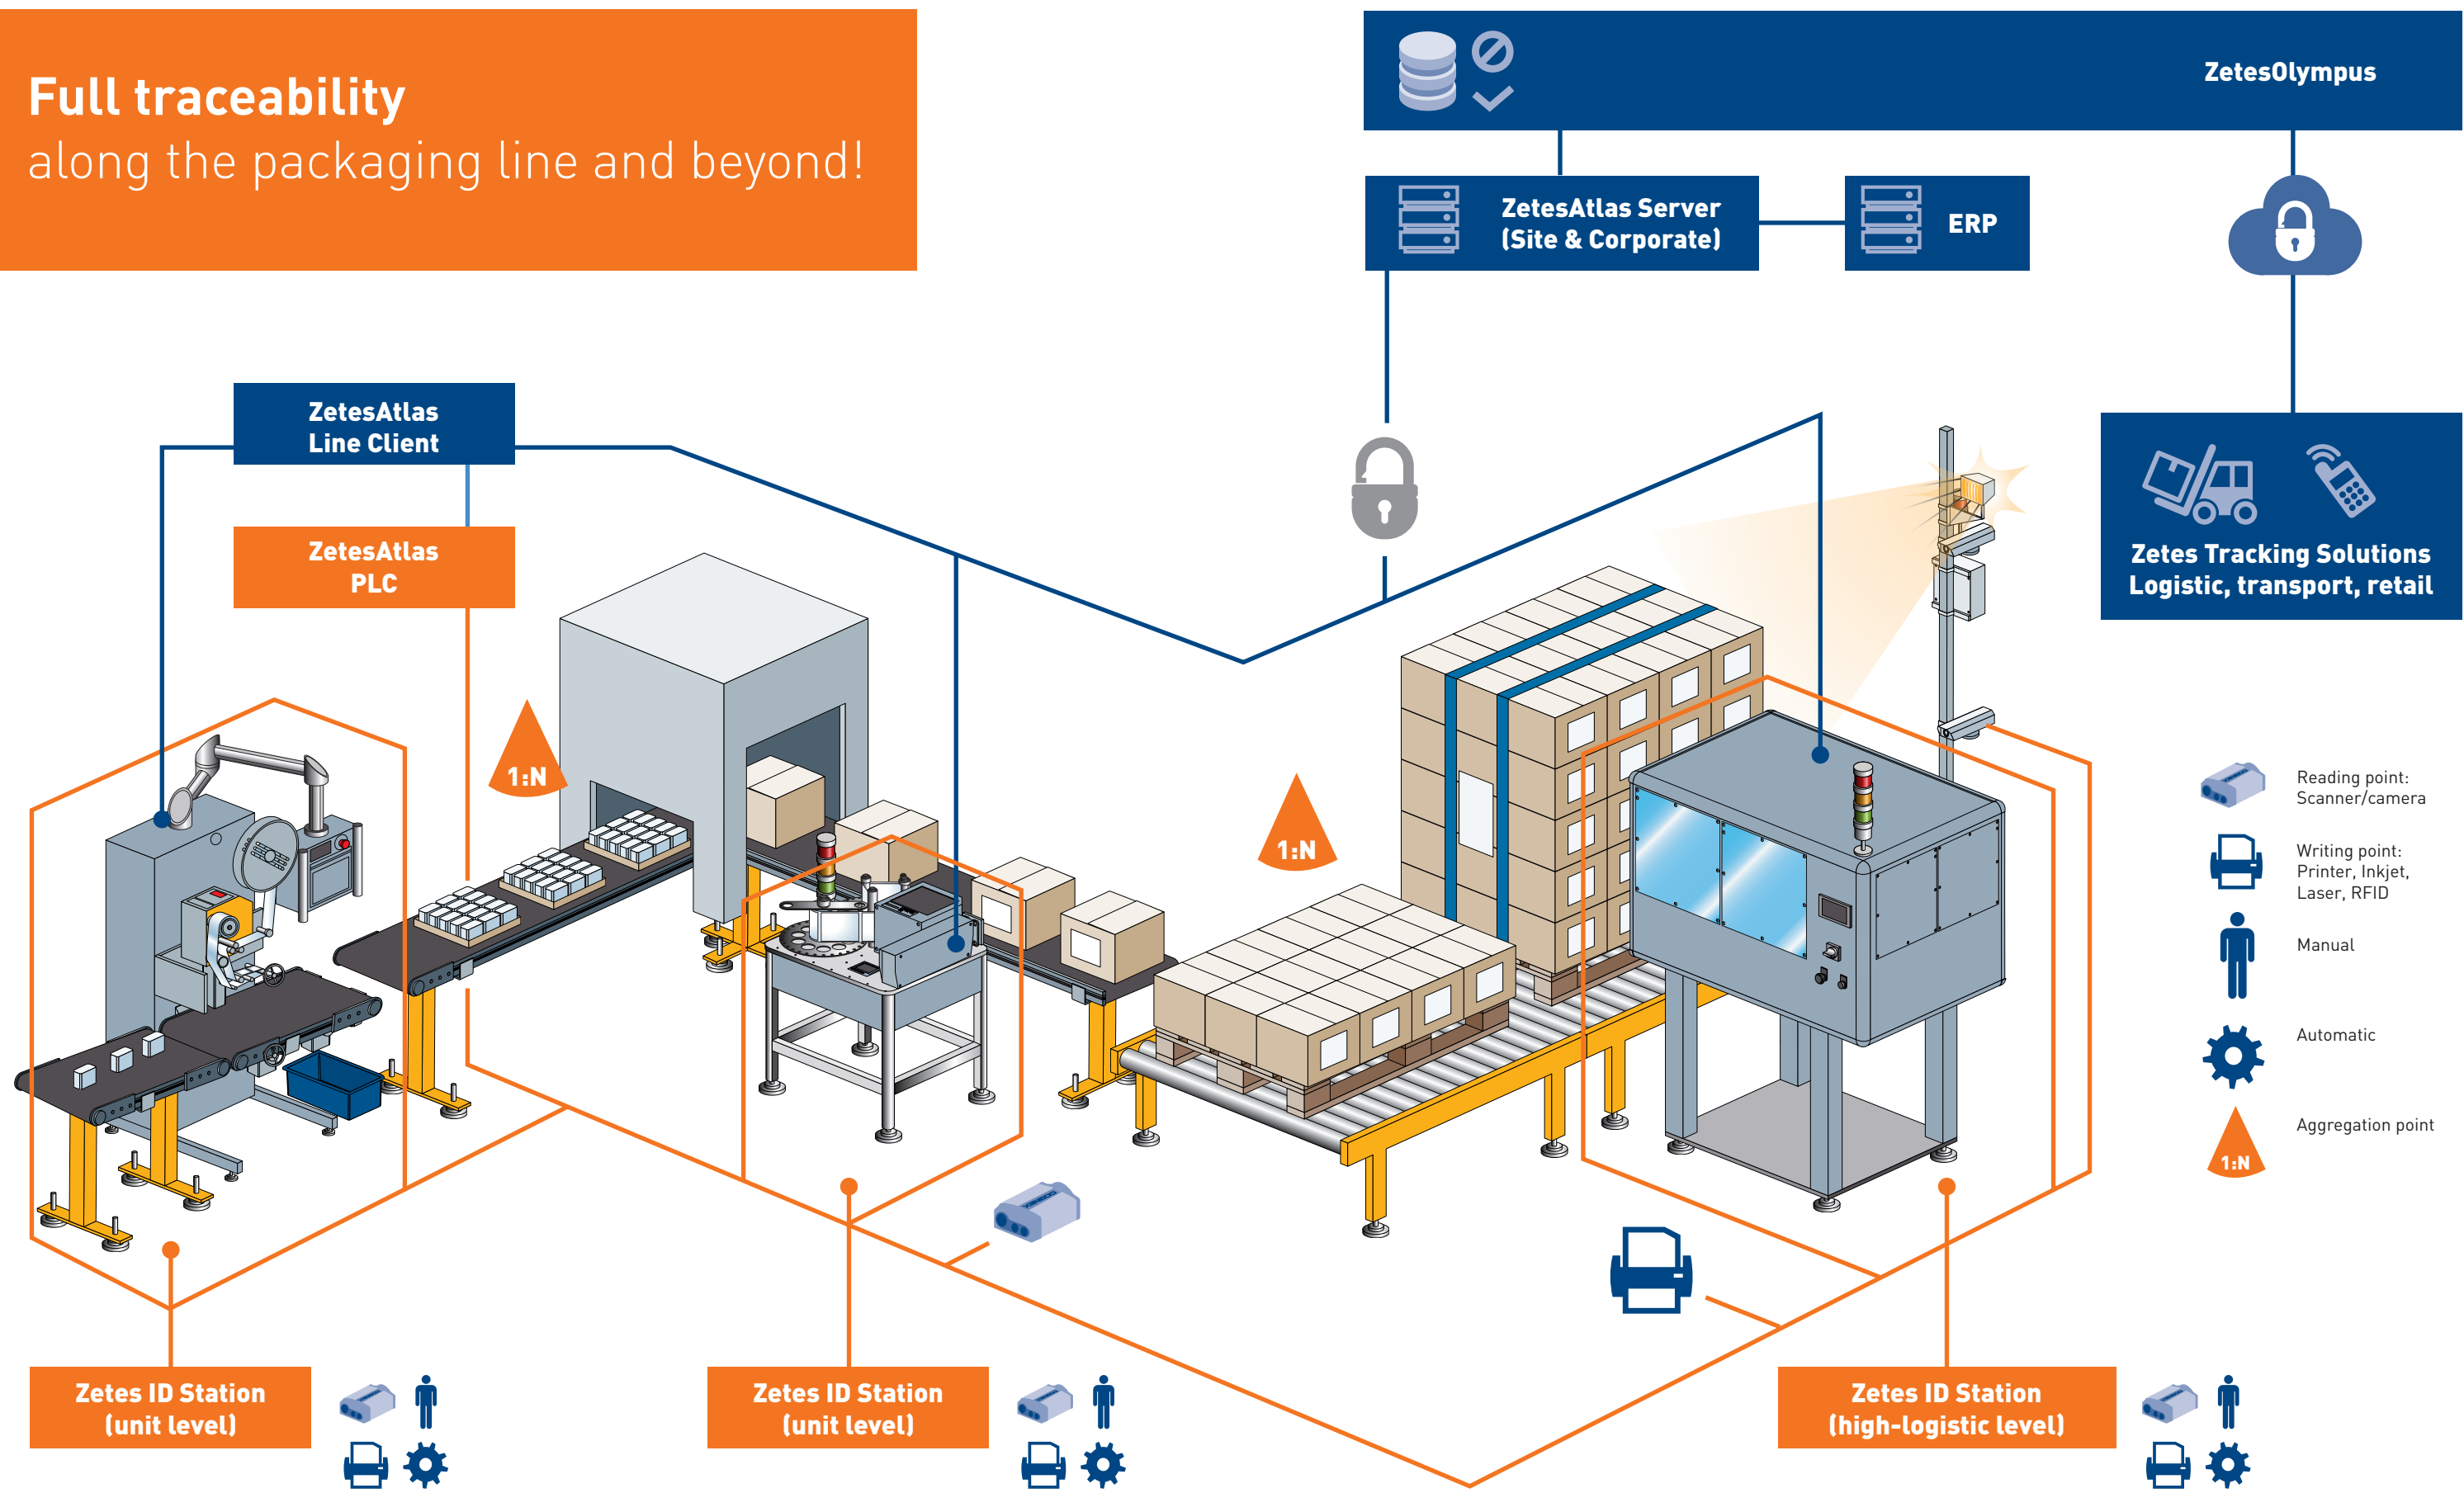 Full traceability
along the packaging line and beyond!
ZetesOlympus
ZetesAtlas Server
(Site & Corporate)
ERP
ZetesAtlas
Line Client
ZetesAtlas
PLC
Zetes Tracking Solutions
Logistic, transport, retail
1:N
1:N
Reading point:
Scanner/camera
Writing point:
Printer, Inkjet,
Laser, RFID
Manual
Automatic
1:N
Aggregation point
Zetes ID Station
(unit level)
Zetes ID Station
(unit level)
Zetes ID Station
(high-logistic level)